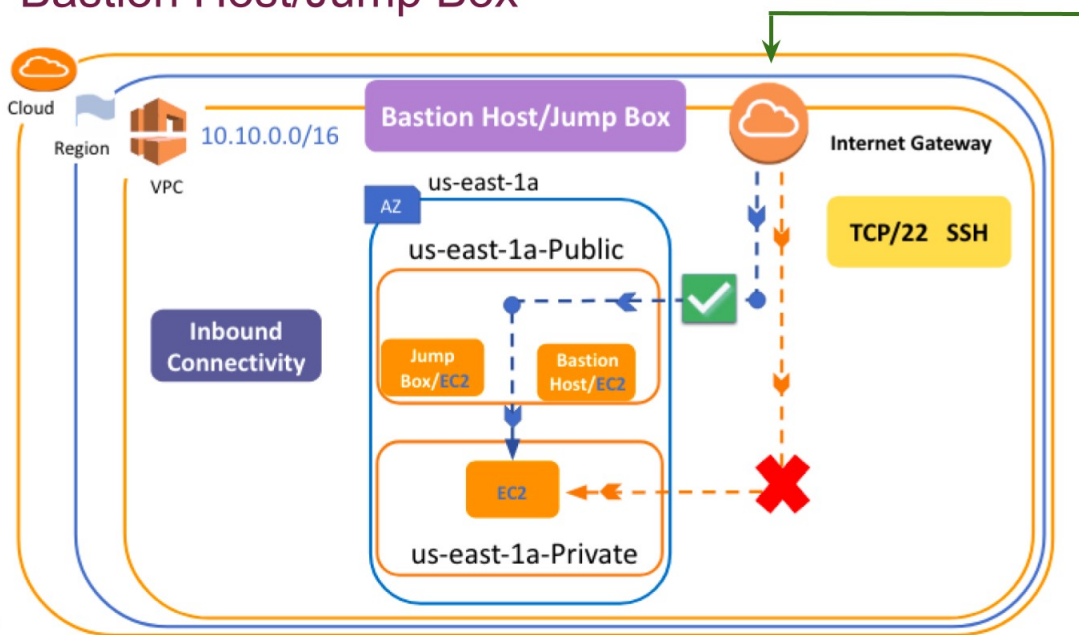 Bastion Host/Jump Box
Cloud
Region
VPC
10.10.0.0/16
Bastion Host/Jump Box
Internet Gateway
TCP/22 SSH
us-east-1a
AZ
us-east-1a-Public
Inbound
Connectivity
Jump
Box/EC2
Bastion
Host/EC2
EC2
us-east-1a-Private